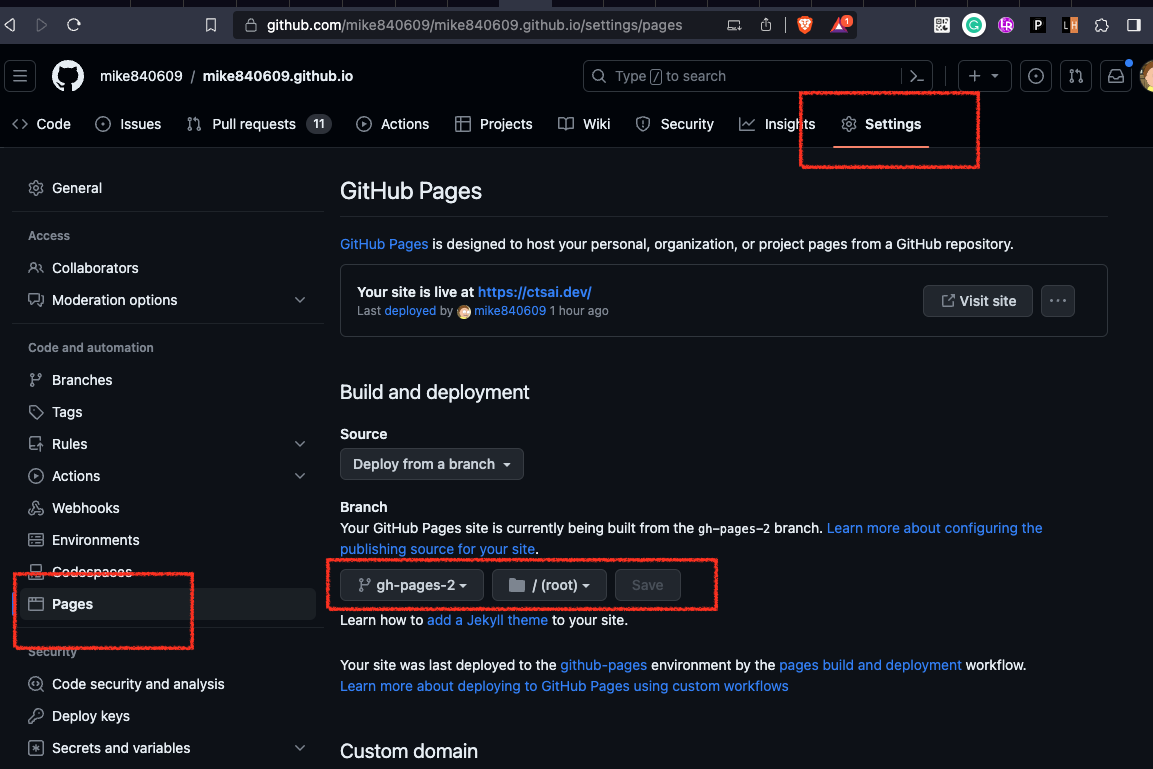 github.com/mike840609/mike840609.github.io/settings/pages
1
P
LH
mike840609 / mike840609.github.io
Type / to search
Code Issues Pull requests 11 Actions Projects Wiki Security Insights Settings
General
Access
Collaborators
Moderation options
Code and automation
Branches
Tags
Rules
Actions
Webhooks
Environments
Codespaces
Pages
Security
Code security and analysis
Deploy keys
Secrets and variables
GitHub Pages
GitHub Pages is designed to host your personal, organization, or project pages from a GitHub repository.
Your site is live at https://ctsai.dev/
Last deployed by mike840609 1 hour ago
Visit site
Build and deployment
Source
Deploy from a branch
Branch
Your GitHub Pages site is currently being built from the gh-pages-2 branch. Learn more about configuring the
publishing source for your site.
gh-pages-2 / (root) Save
Learn how to add a Jekyll theme to your site.
Your site was last deployed to the github-pages environment by the pages build and deployment workflow.
Learn more about deploying to GitHub Pages using custom workflows
Custom domain